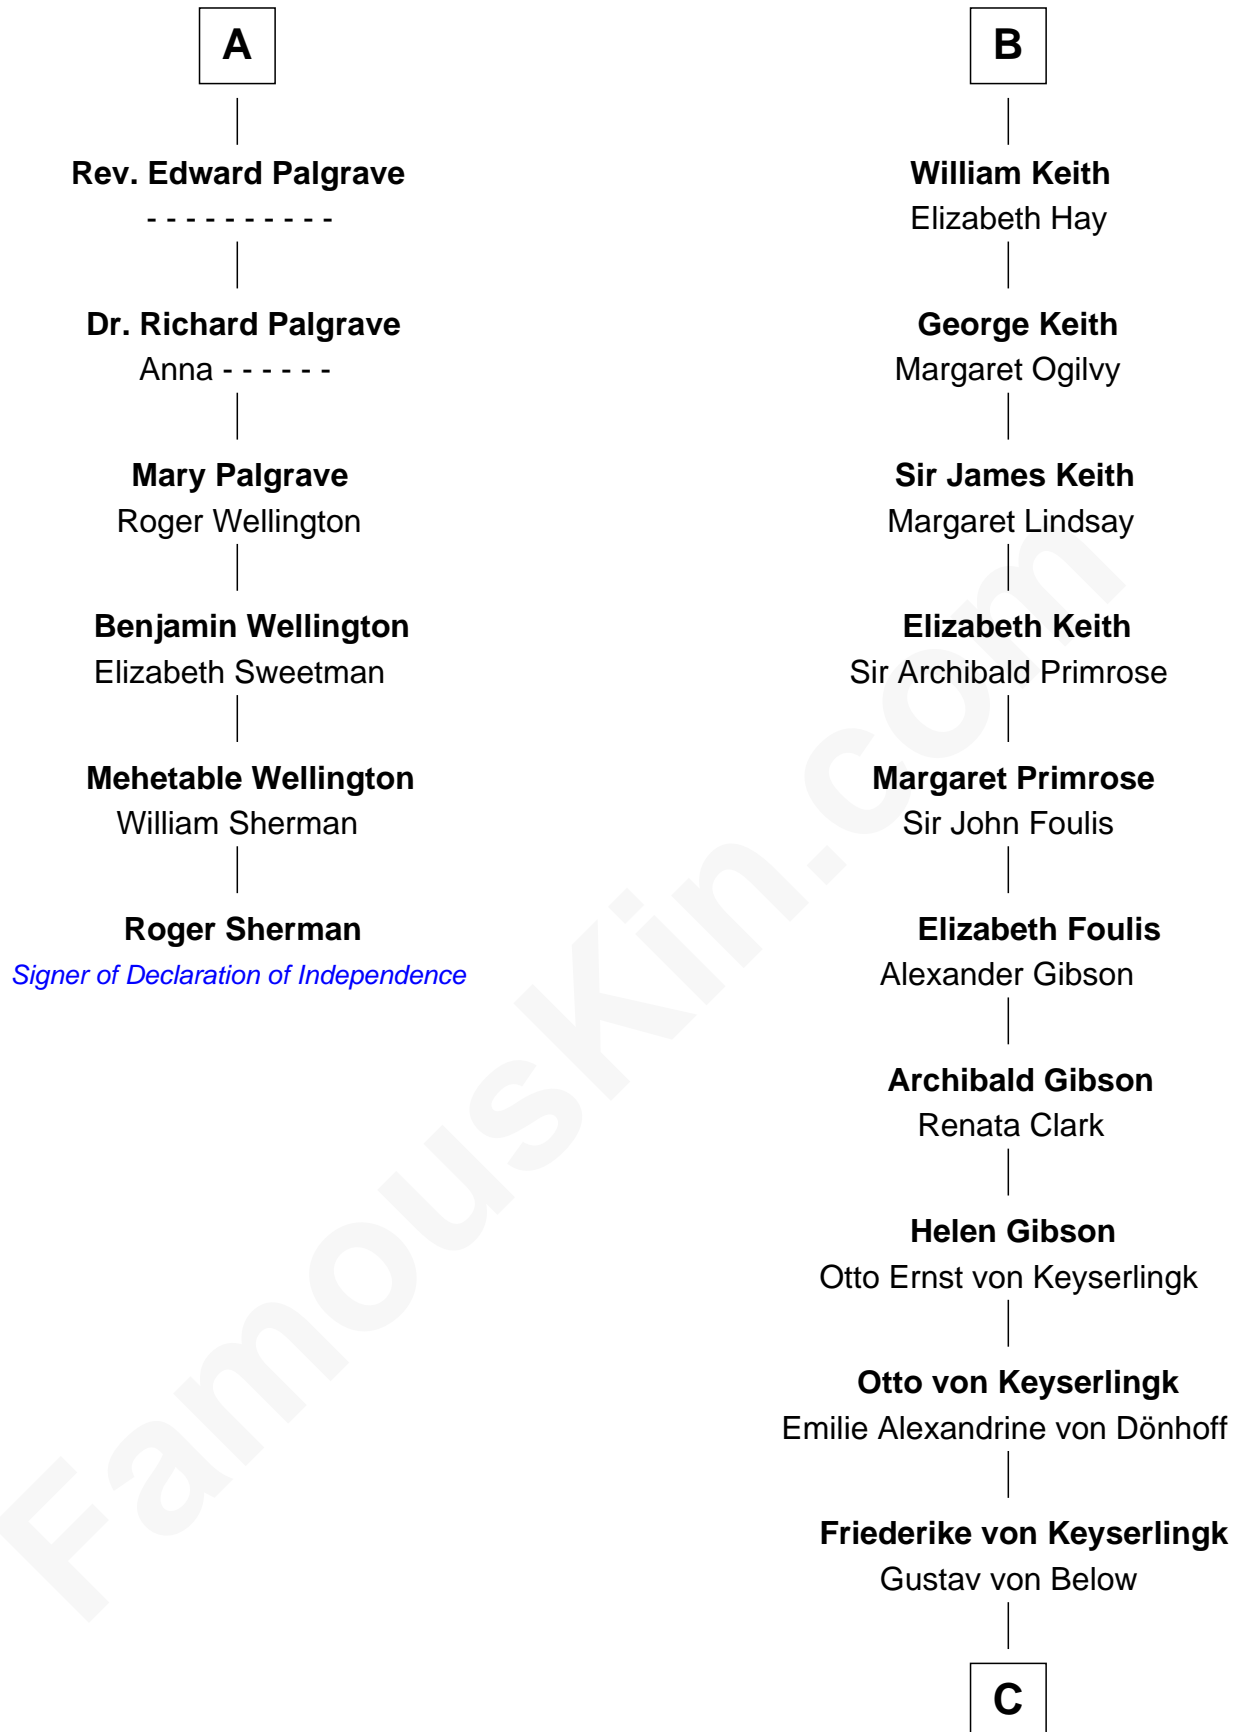 A
Rev. Edward Palgrave
- - - - - - - - - -
Dr. Richard Palgrave
Anna - - - - - -
Mary Palgrave
Roger Wellington
Benjamin Wellington
Elizabeth Sweetman
Mehetable Wellington
William Sherman
Roger Sherman
Signer of Declaration of Independence
B
William Keith
Elizabeth Hay
George Keith
Margaret Ogilvy
Sir James Keith
Margaret Lindsay
Elizabeth Keith
Sir Archibald Primrose
Margaret Primrose
Sir John Foulis
Elizabeth Foulis
Alexander Gibson
Archibald Gibson
Renata Clark
Helen Gibson
Otto Ernst von Keyserlingk
Otto von Keyserlingk
Emilie Alexandrine von Dönhoff
Friederike von Keyserlingk
Gustav von Below
C
FamousKin.com